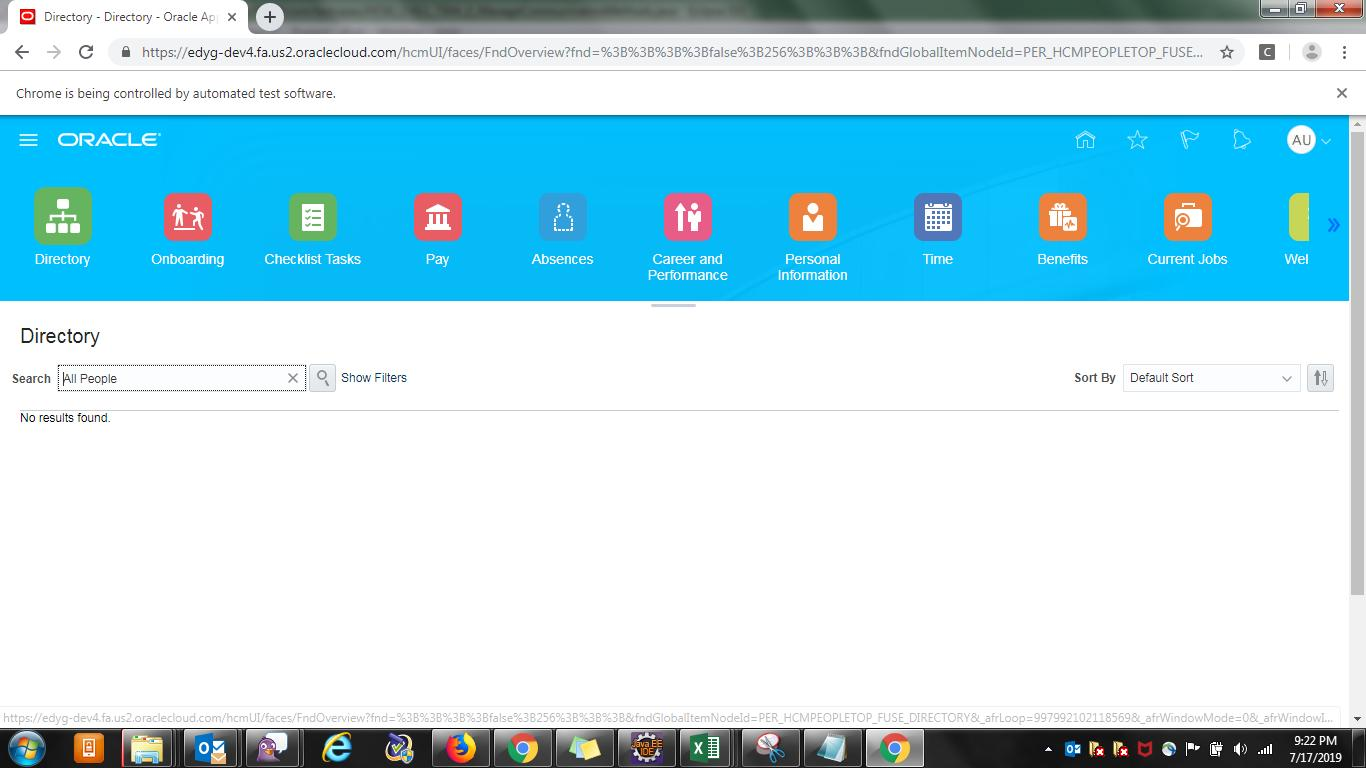 Directory - Directory - Oracle Ap
https://edyg-dev4.fa.us2.oraclecloud.com/hcmUI/faces/FndOverview?fnd=%3B%3B%3B%3Bfalse%3B256%3B%3B%3B&fndGlobalItemNodeId=PER_HCMPEOPLETOP_FUSE...
C
Chrome is being controlled by automated test software.
ORACLE
AU
Directory
Onboarding
Checklist Tasks
Pay
Absences
Career and Performance
Personal Information
Time
Benefits
Current Jobs
Wel
Directory
Search
All People
Show Filters
Sort By
Default Sort
No results found.
https://edyg-dev4.fa.us2.oraclecloud.com/hcmUI/faces/FndOverview?fnd=%3B%3B%3B%3Bfalse%3B256%3B%3B%3B&fndGlobalItemNodeId=PER_HCMPEOPLETOP_FUSE_DIRECTORY&_afrLoop=997992102118569&_afrWindowMode=0&_afrWindowI...
Java EE
IDE
9:22 PM
7/17/2019